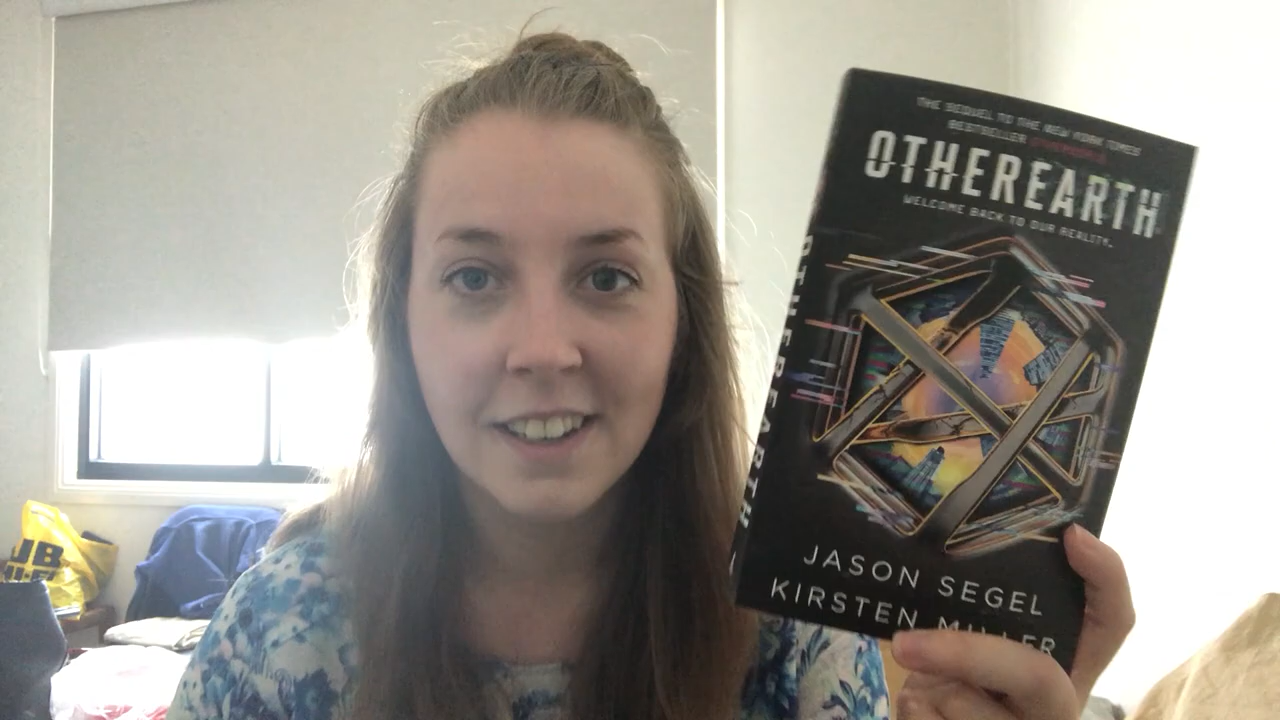 THE SEQUEL TO THE NEW YORK TIMES
BESTSELLER OTHERWORLD
OTHEREARTH
WELCOME BACK TO OUR REALITY.
JASON SEGEL
KIRSTEN MILLER
OTHEREARTH
JB